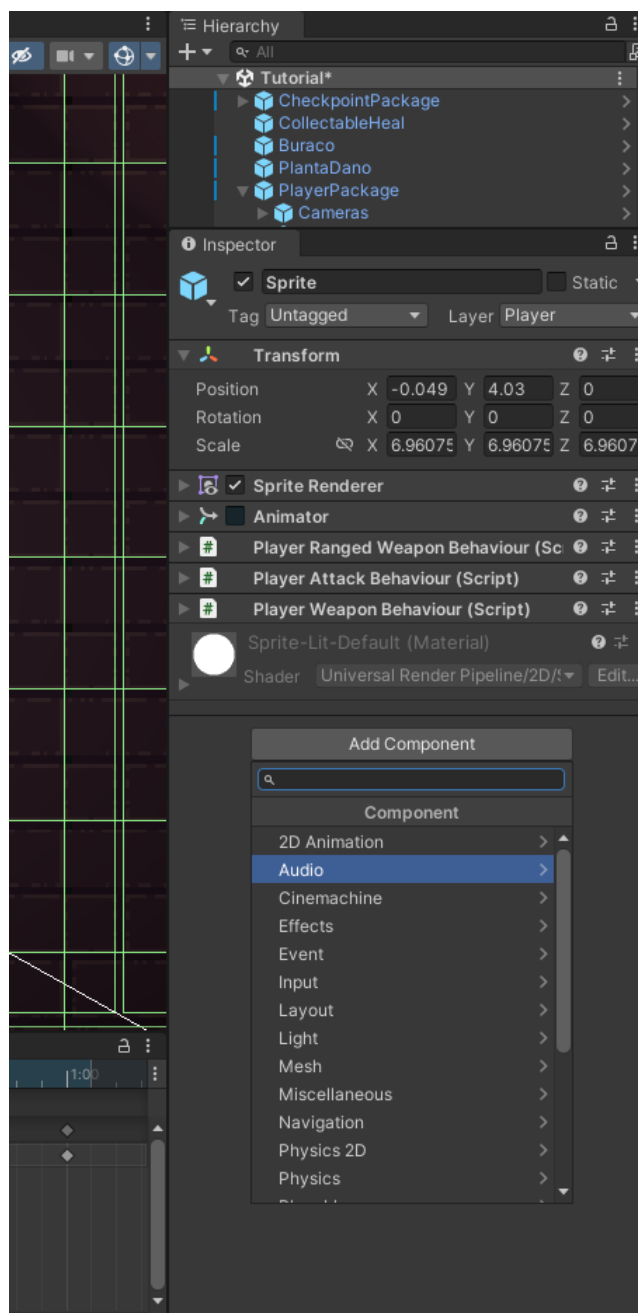 Hierarchy
All
Tutorial*
CheckpointPackage
CollectableHeal
Buraco
PlantaDano
PlayerPackage
Cameras
Inspector
Sprite Static
Tag Untagged Layer Player
Transform
Position X -0.049 Y 4.03 Z 0
Rotation X 0 Y 0 Z 0
Scale X 6.96075 Y 6.96075 Z 6.9607
Sprite Renderer
Animator
# Player Ranged Weapon Behaviour (Sc
# Player Attack Behaviour (Script)
# Player Weapon Behaviour (Script)
Sprite-Lit-Default (Material)
Shader Universal Render Pipeline/2D/S Edit...
Add Component
Component
2D Animation
Audio
Cinemachine
Effects
Event
Input
Layout
Light
Mesh
Miscellaneous
Navigation
Physics 2D
Physics
1:00